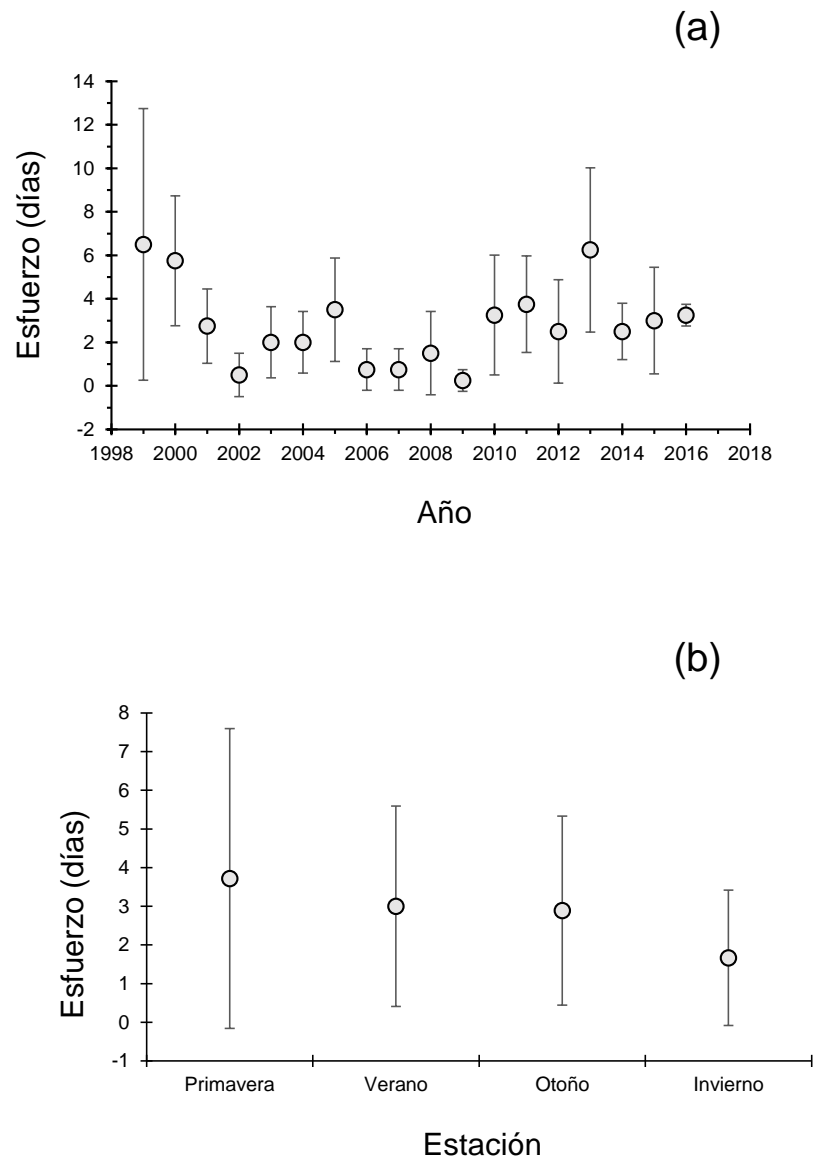 (a)
14
12
10
8
6
4
2
0
-2
Esfuerzo (días)
1998 2000 2002 2004 2006 2008 2010 2012 2014 2016 2018
Año
(b)
8
7
6
5
4
3
2
1
0
-1
Esfuerzo (días)
Primavera Verano Otoño Invierno
Estación